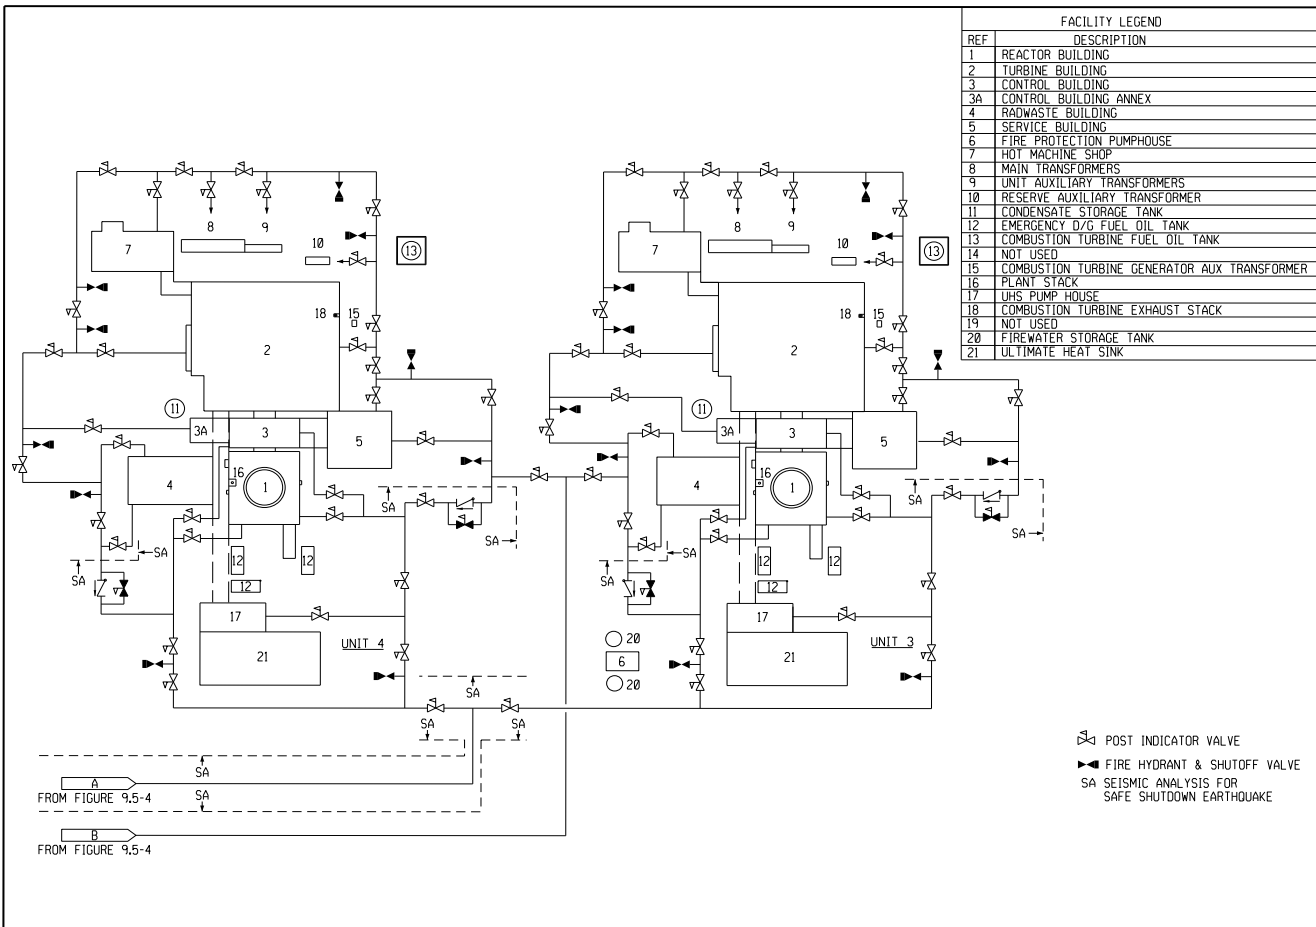 FACILITY LEGEND
REF DESCRIPTION
1 REACTOR BUILDING
2 TURBINE BUILDING
3 CONTROL BUILDING
3A CONTROL BUILDING ANNEX
4 RADWASTE BUILDING
5 SERVICE BUILDING
6 FIRE PROTECTION PUMPHOUSE
7 HOT MACHINE SHOP
8 MAIN TRANSFORMERS
9 UNIT AUXILIARY TRANSFORMERS
10 RESERVE AUXILIARY TRANSFORMER
11 CONDENSATE STORAGE TANK
12 EMERGENCY D/G FUEL OIL TANK
13 COMBUSTION TURBINE FUEL OIL TANK
14 NOT USED
15 COMBUSTION TURBINE GENERATOR AUX TRANSFORMER
16 PLANT STACK
17 UHS PUMP HOUSE
18 COMBUSTION TURBINE EXHAUST STACK
19 NOT USED
20 FIREWATER STORAGE TANK
21 ULTIMATE HEAT SINK
7
8
9
10
13
18
15
2
11
3A
3
5
16
4
1
SA
SA
SA
SA
12
12
12
17
UNIT 4
21
7
8
9
10
13
18
15
2
11
3A
3
5
16
4
1
SA
SA
SA
SA
12
12
12
17
UNIT 3
21
20
6
20
SA
SA
SA
SA
A
FROM FIGURE 9.5-4
SA
B
FROM FIGURE 9.5-4
POST INDICATOR VALVE
FIRE HYDRANT & SHUTOFF VALVE
SA SEISMIC ANALYSIS FOR
SAFE SHUTDOWN EARTHQUAKE